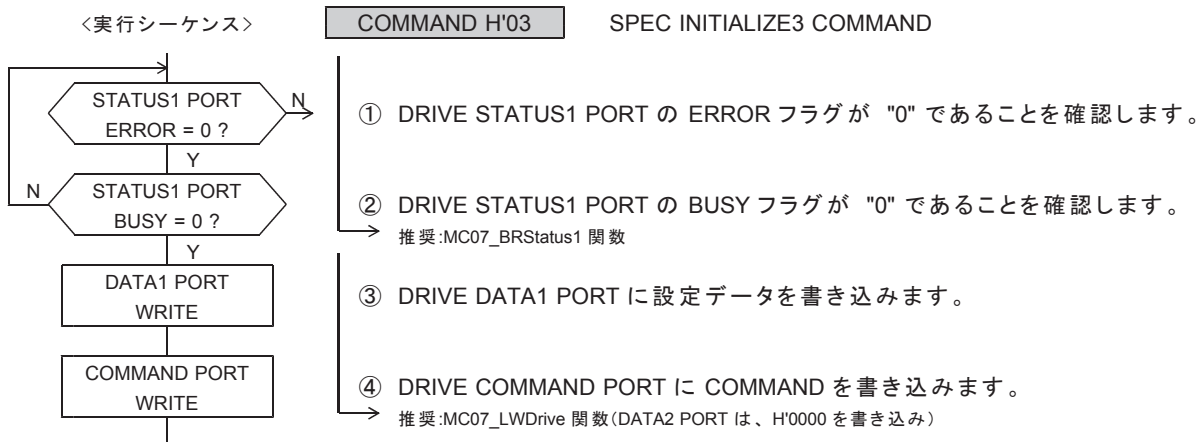 <実行シーケンス>
COMMAND H'03
SPEC INITIALIZE3 COMMAND
STATUS1 PORT
ERROR = 0 ?
N
Y
① DRIVE STATUS1 PORT の ERROR フラグが "0" であることを確認します。
N
STATUS1 PORT
BUSY = 0 ?
Y
② DRIVE STATUS1 PORT の BUSY フラグが "0" であることを確認します。
推奨:MC07_BRStatus1 関数
DATA1 PORT
WRITE
③ DRIVE DATA1 PORT に設定データを書き込みます。
COMMAND PORT
WRITE
④ DRIVE COMMAND PORT に COMMAND を書き込みます。
推奨:MC07_LWDrive 関数(DATA2 PORT は、H'0000 を書き込み)